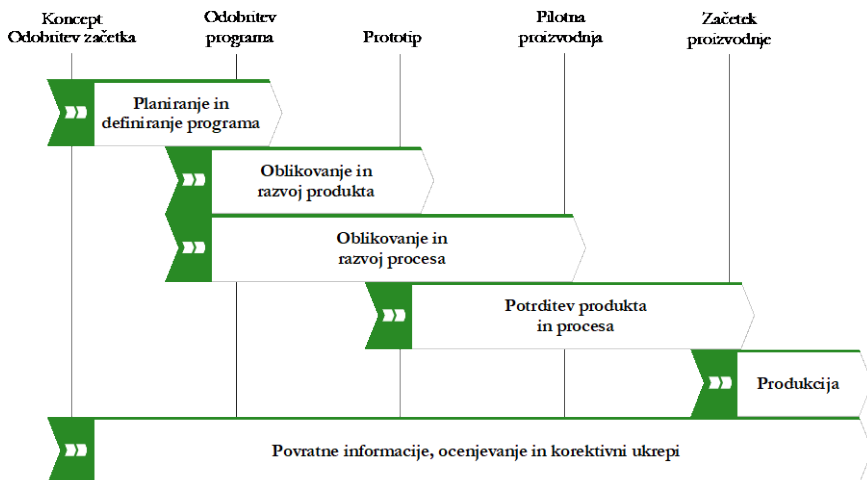 Koncept
Odobritev začetka
Odobritev
programa
Prototip
Pilotna
proizvodnja
Začetek
proizvodnje
Planiranje in
definiranje programa
Oblikovanje in
razvoj produkta
Oblikovanje in
razvoj procesa
Potrditev produkta
in procesa
Produkcija
Povratne informacije, ocenjevanje in korektivni ukrepi